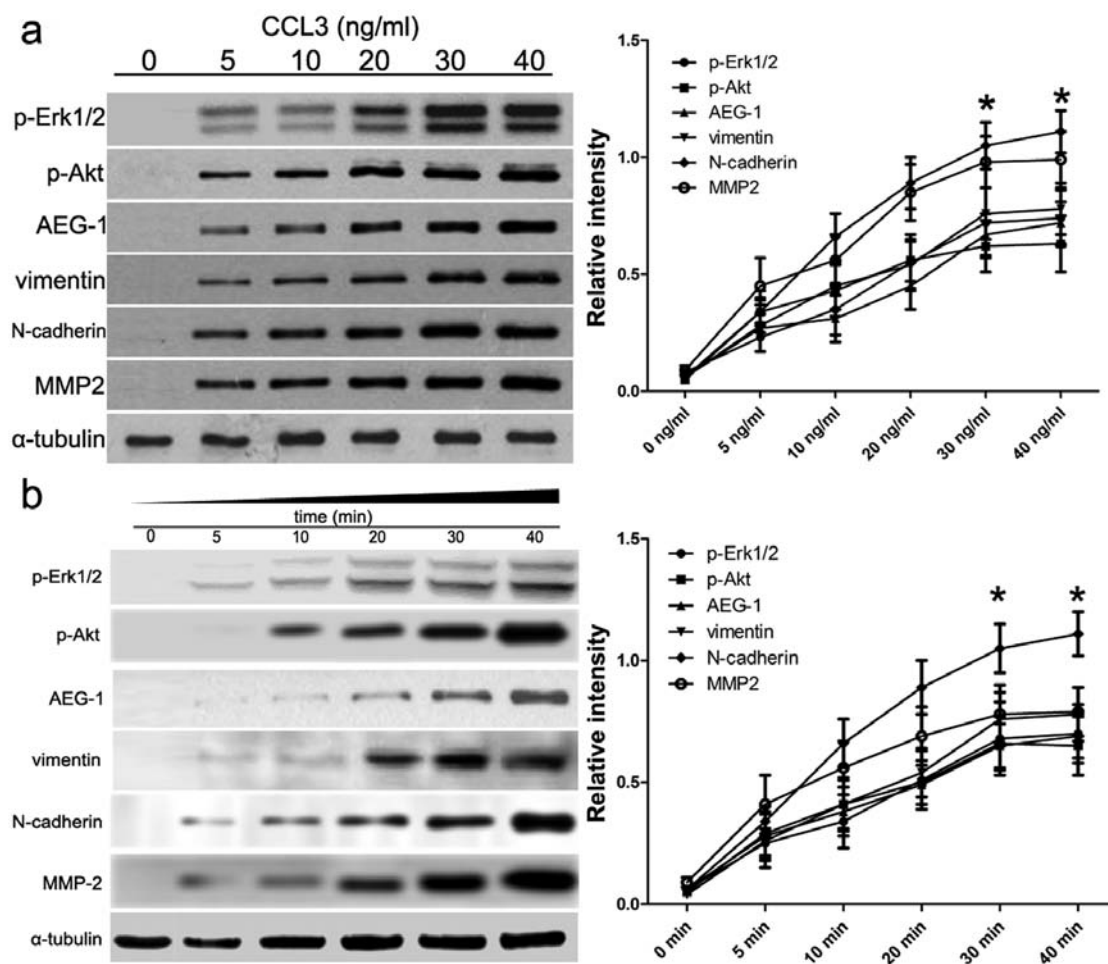 a
CCL3 (ng/ml)
0 5 10 20 30 40
p-Erk1/2
p-Akt
AEG-1
vimentin
N-cadherin
MMP2
α-tubulin
Relative intensity
1.5
1.0
0.5
0.0
p-Erk1/2
p-Akt
AEG-1
vimentin
N-cadherin
MMP2
*
*
0 ng/ml
5 ng/ml
10 ng/ml
20 ng/ml
30 ng/ml
40 ng/ml
b
time (min)
0 5 10 20 30 40
p-Erk1/2
p-Akt
AEG-1
vimentin
N-cadherin
MMP-2
α-tubulin
Relative intensity
1.5
1.0
0.5
0.0
p-Erk1/2
p-Akt
AEG-1
vimentin
N-cadherin
MMP2
*
*
0 min
5 min
10 min
20 min
30 min
40 min